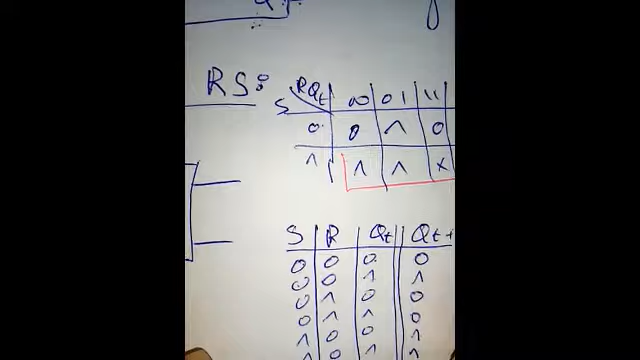 RS:
S RQt 00 01 11
0 0 1 0
1 1 1 x
S R Qt Qt+
0 0 0 0
0 0 1 1
0 1 0 0
0 1 1 0
1 0 0 1
1 0 1 1